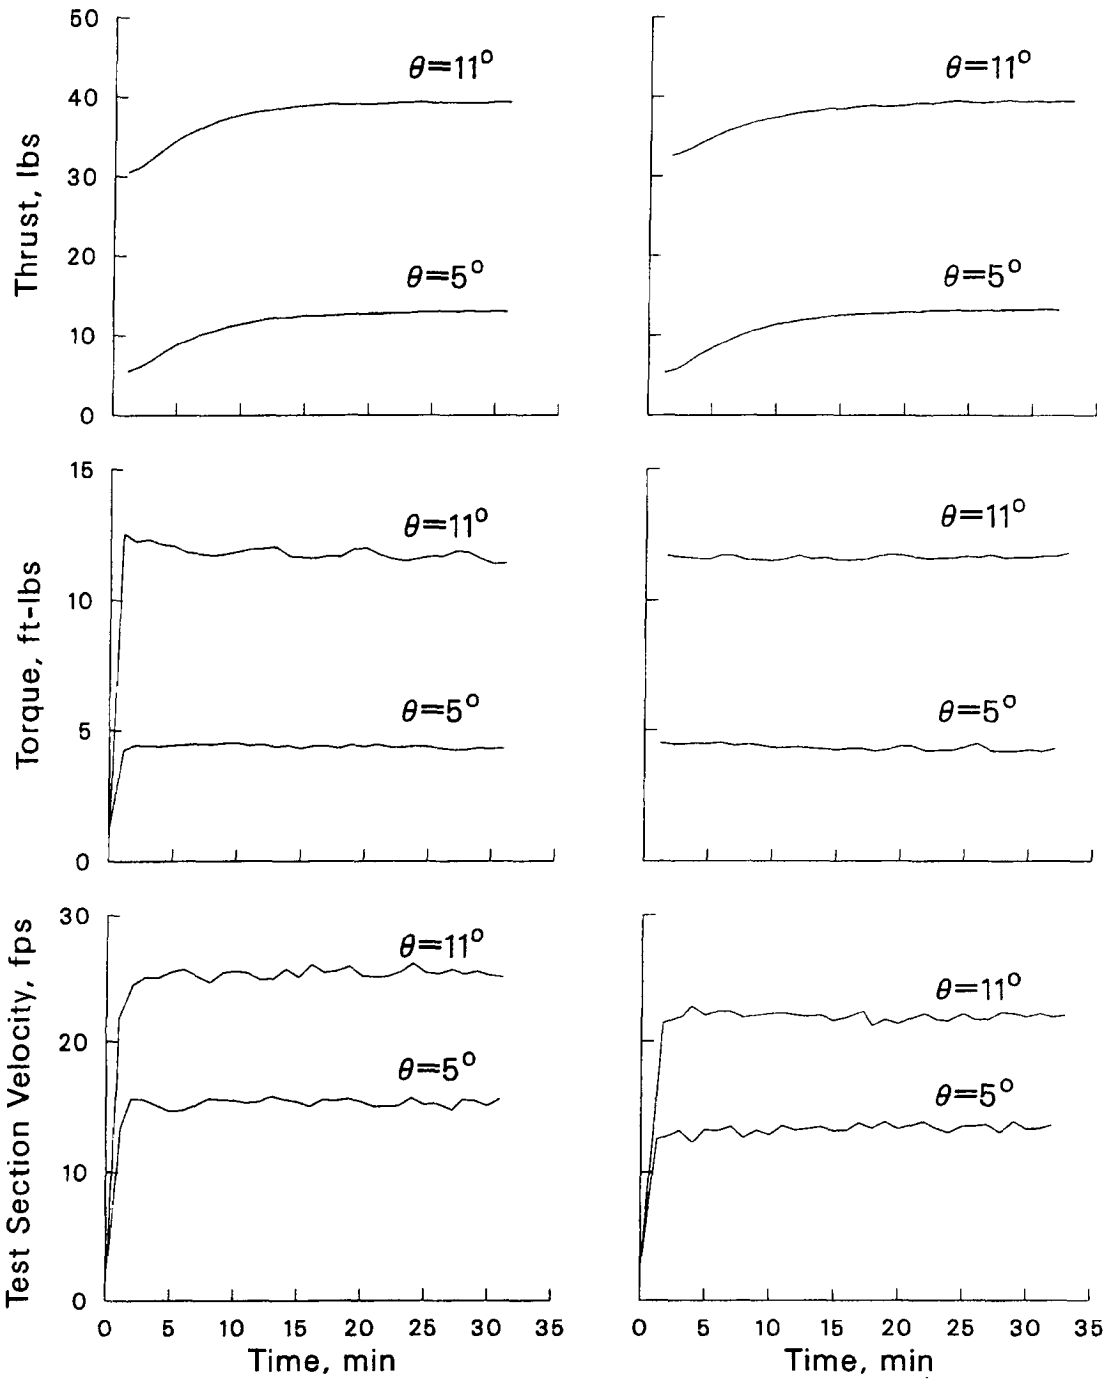 50
40
30
20
10
0
Thrust, lbs
θ=11°
θ=5°
θ=11°
θ=5°
15
10
5
0
Torque, ft-lbs
θ=11°
θ=5°
θ=11°
θ=5°
30
20
10
0
Test Section Velocity, fps
θ=11°
θ=5°
θ=11°
θ=5°
0 5 10 15 20 25 30 35
Time, min
0 5 10 15 20 25 30 35
Time, min